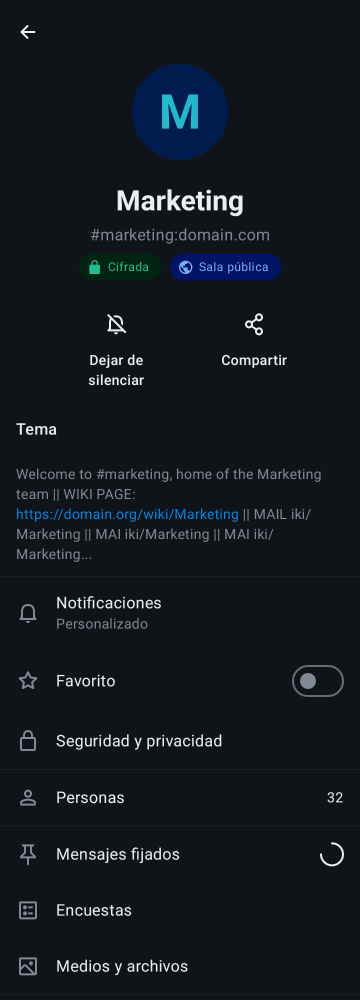 M
Marketing
#marketing:domain.com
Cifrada
Sala pública
Dejar de
silenciar
Compartir
Tema
Welcome to #marketing, home of the Marketing
team || WIKI PAGE:
https://domain.org/wiki/Marketing || MAIL iki/
Marketing || MAI iki/Marketing || MAI iki/
Marketing...
Notificaciones
Personalizado
Favorito
Seguridad y privacidad
Personas 32
Mensajes fijados
Encuestas
Medios y archivos